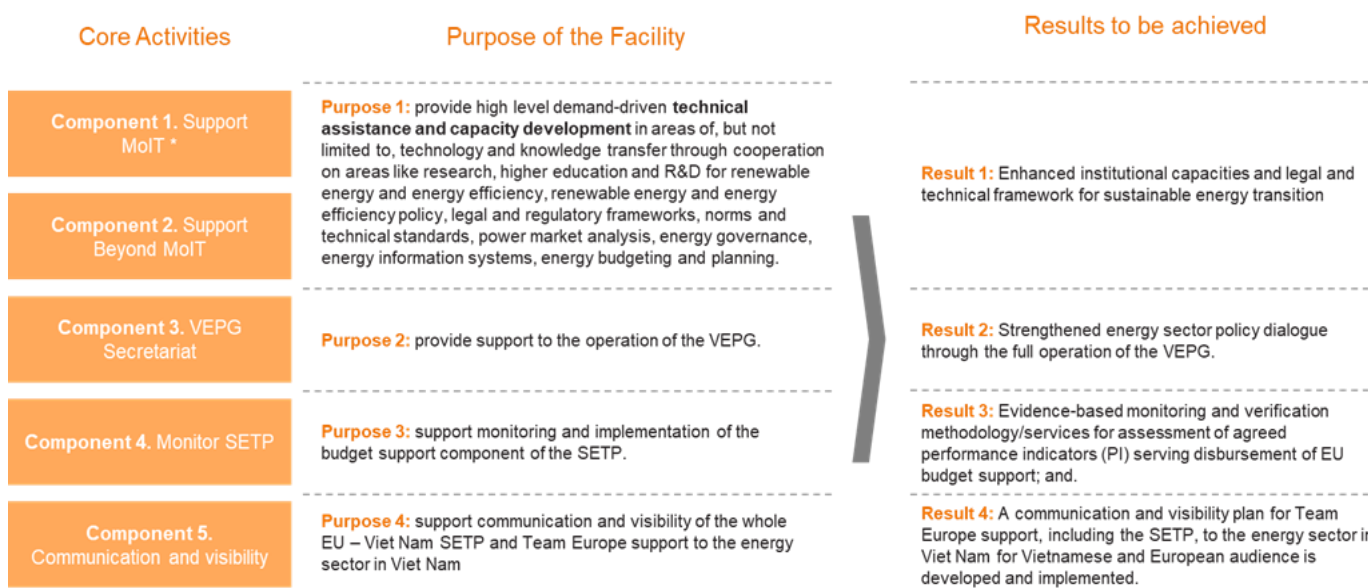 Core Activities
Purpose of the Facility
Results to be achieved
Component 1. Support
MoIT *
Component 2. Support
Beyond MoIT
Purpose 1: provide high level demand-driven technical
assistance and capacity development in areas of, but not
limited to, technology and knowledge transfer through cooperation
on areas like research, higher education and R&D for renewable
energy and energy efficiency, renewable energy and energy
efficiency policy, legal and regulatory frameworks, norms and
technical standards, power market analysis, energy governance,
energy information systems, energy budgeting and planning.
Result 1: Enhanced institutional capacities and legal and
technical framework for sustainable energy transition
Component 3. VEPG
Secretariat
Purpose 2: provide support to the operation of the VEPG.
Result 2: Strengthened energy sector policy dialogue
through the full operation of the VEPG.
Component 4. Monitor SETP
Purpose 3: support monitoring and implementation of the
budget support component of the SETP.
Result 3: Evidence-based monitoring and verification
methodology/services for assessment of agreed
performance indicators (PI) serving disbursement of EU
budget support; and.
Component 5.
Communication and visibility
Purpose 4: support communication and visibility of the whole
EU – Viet Nam SETP and Team Europe support to the energy
sector in Viet Nam
Result 4: A communication and visibility plan for Team
Europe support, including the SETP, to the energy sector in
Viet Nam for Vietnamese and European audience is
developed and implemented.